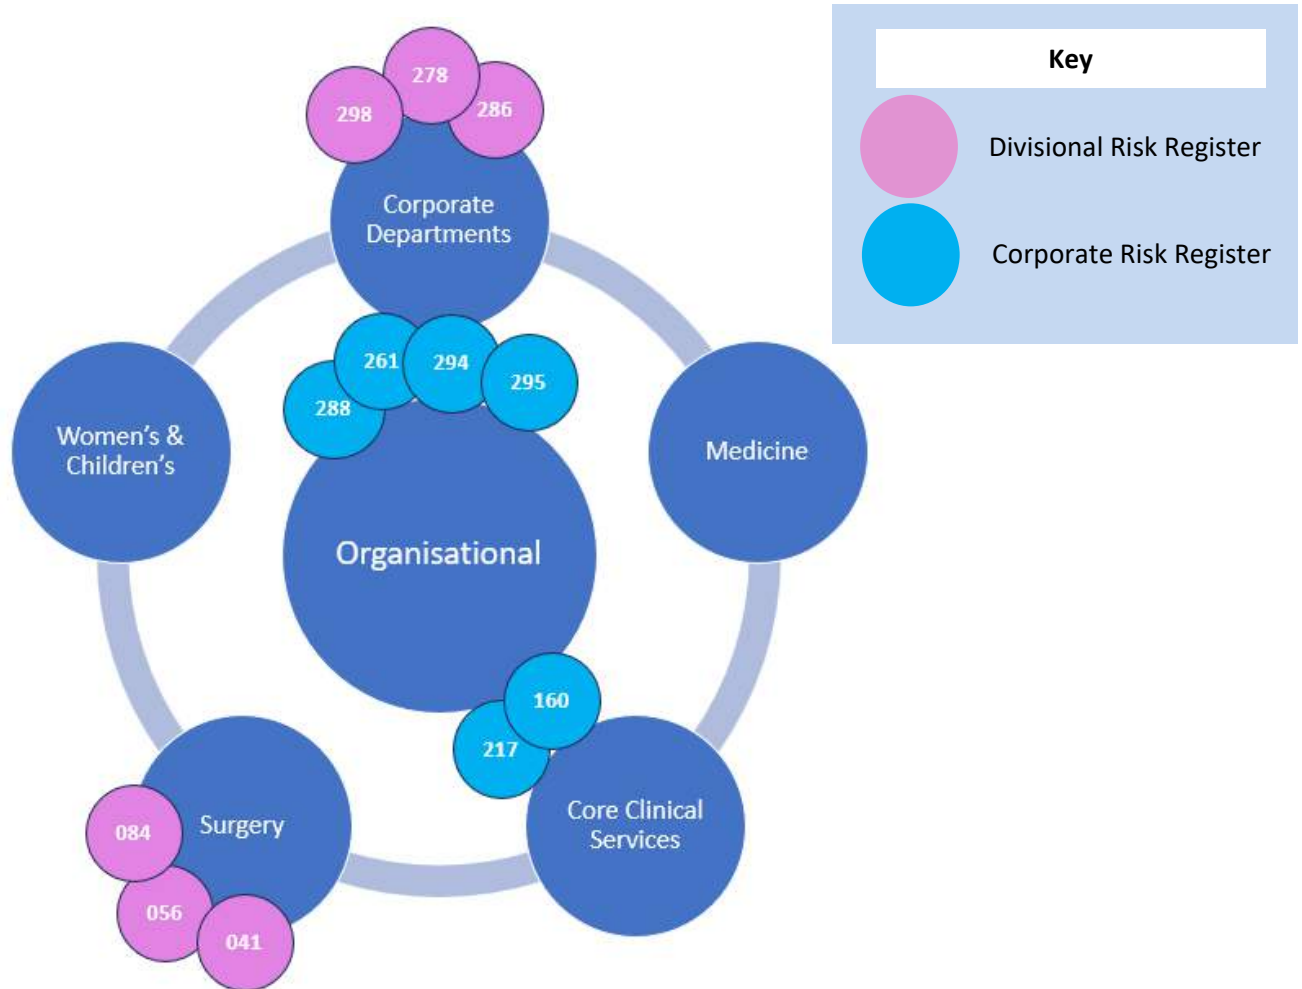 Key
Divisional Risk Register
Corporate Risk Register
278
298
286
Corporate
Departments
261
294
295
288
Women’s &
Children’s
Medicine
Organisational
160
217
084
Surgery
Core Clinical
Services
056
041